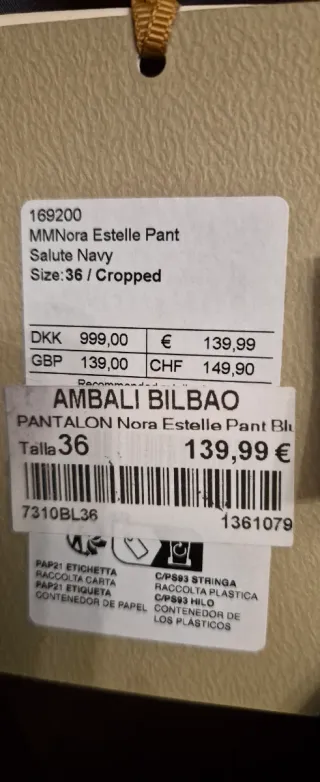 169200
MMNora Estelle Pant
Salute Navy
Size:36 / Cropped
DKK 999,00 € 139,99
GBP 139,00 CHF 149,90
AMBALI BILBAO
PANTALON Nora Estelle Pant Blu
Talla 36 139,99 €
7310BL36 1361079
PAP21 ETICHETTA
RACCOLTA CARTA
PAP21 ETIQUETA
CONTENEDOR DE PAPEL
C/PS93 STRINGA
RACCOLTA PLASTICA
C/PS93 HILO
CONTENEDOR DE
LOS PLÁSTICOS